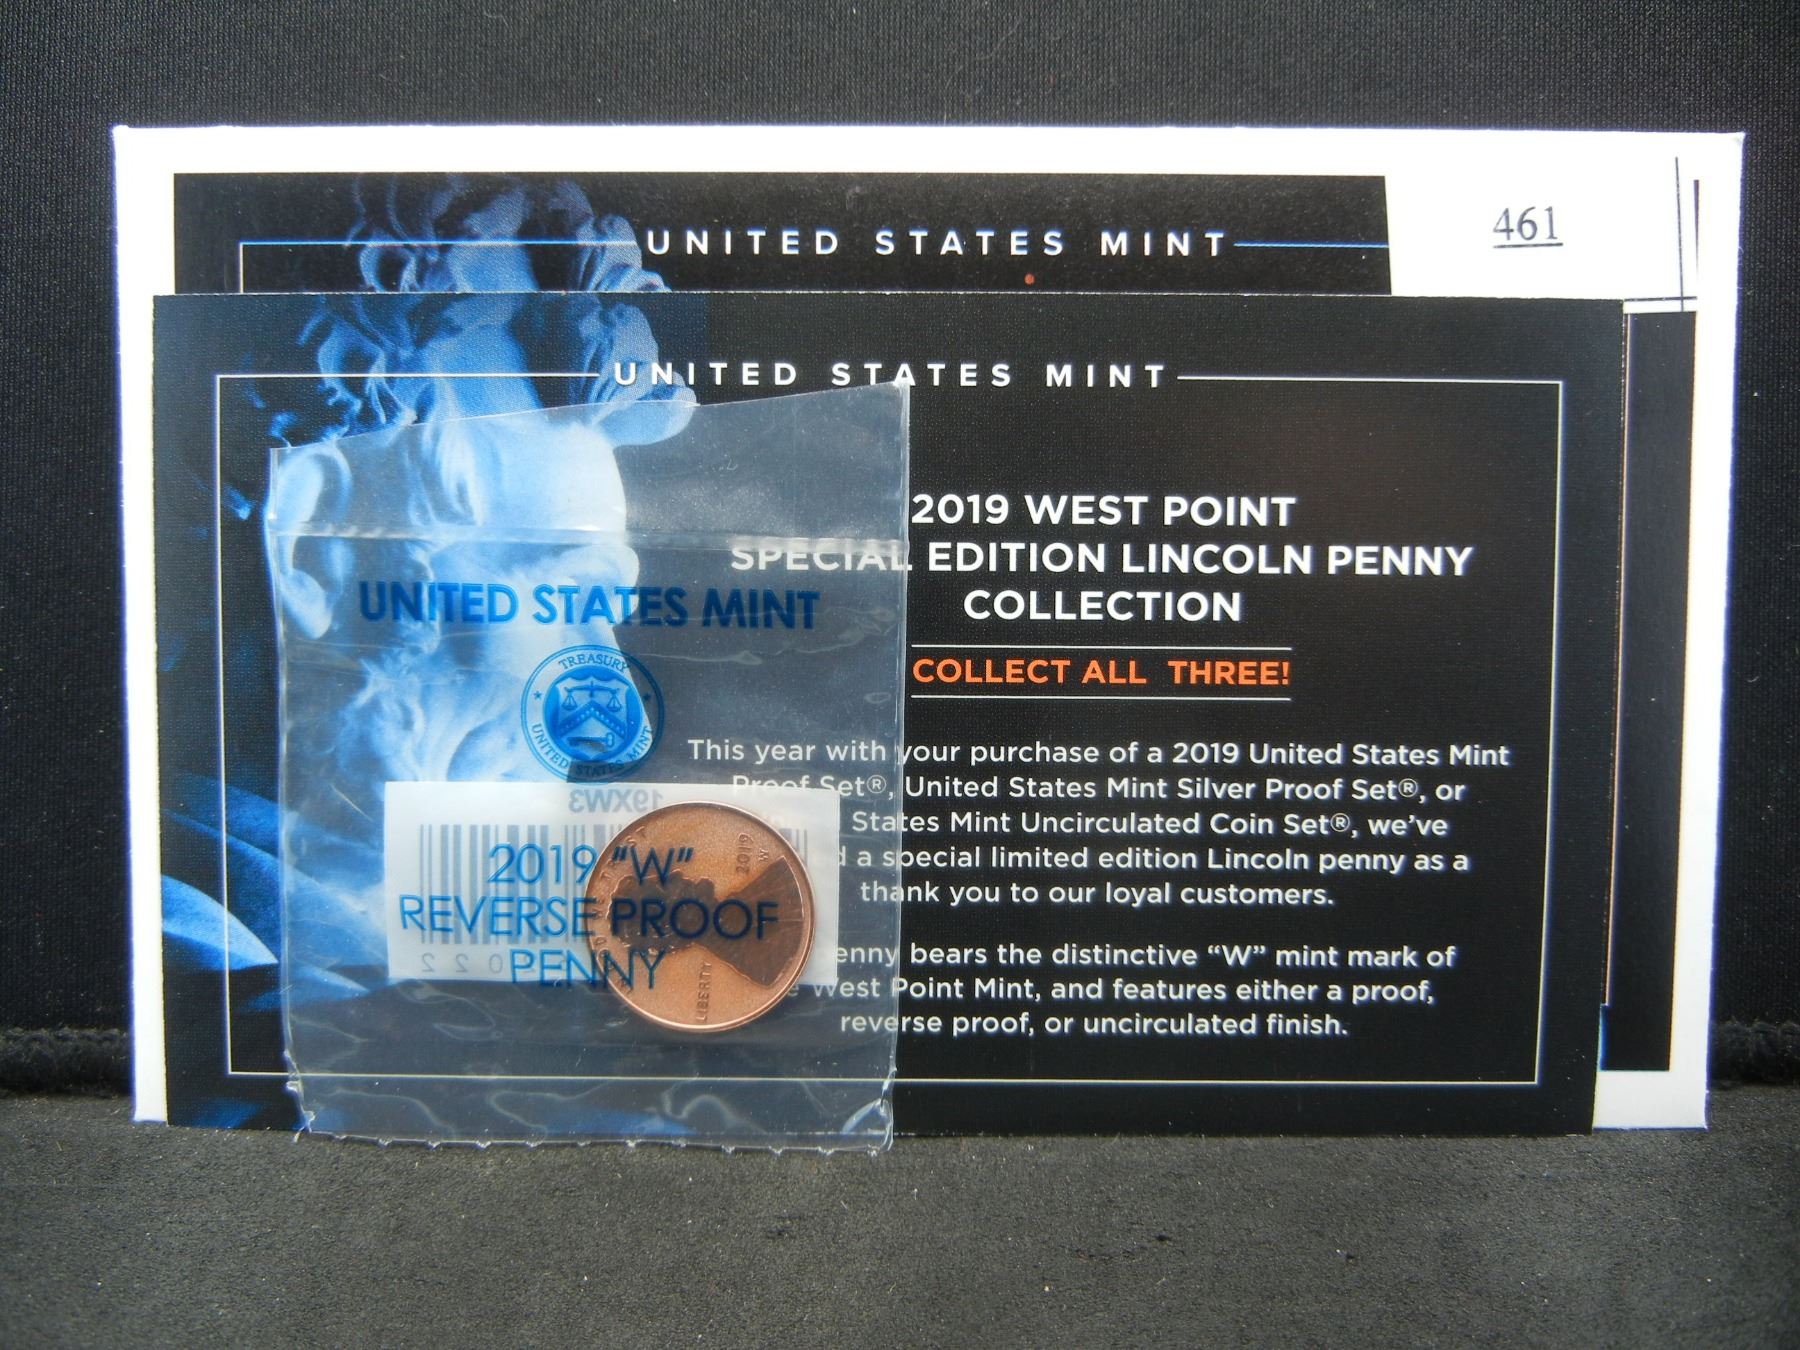 UNITED STATES MINT
461
UNITED STATES MINT
2019 WEST POINT
SPECIAL EDITION LINCOLN PENNY
COLLECTION
COLLECT ALL THREE!
This year with your purchase of a 2019 United States Mint
Proof Set®, United States Mint Silver Proof Set®, or
States Mint Uncirculated Coin Set®, we've
a special limited edition Lincoln penny as a
thank you to our loyal customers.
bears the distinctive “W” mint mark of
West Point Mint, and features either a proof,
reverse proof, or uncirculated finish.
UNITED STATES MINT
TREASURY
UNITED STATES MINT
19XW3
2019 "W"
REVERSE PROOF
PENNY
2019
W
LIBERTY